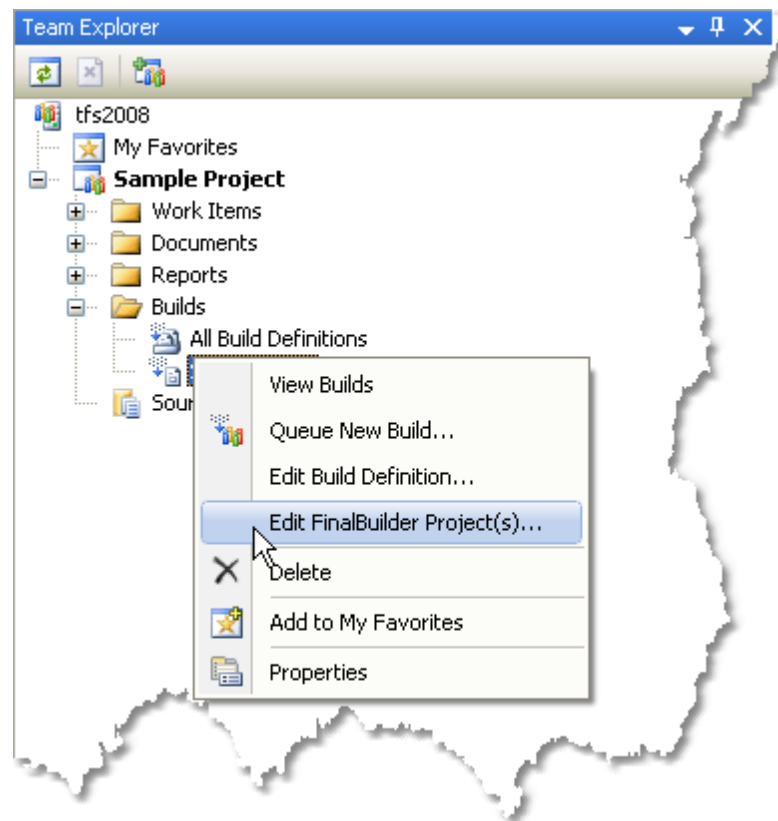 Team Explorer
tfs2008
My Favorites
Sample Project
Work Items
Documents
Reports
Builds
All Build Definitions
Sour
View Builds
Queue New Build...
Edit Build Definition...
Edit FinalBuilder Project(s)...
Delete
Add to My Favorites
Properties